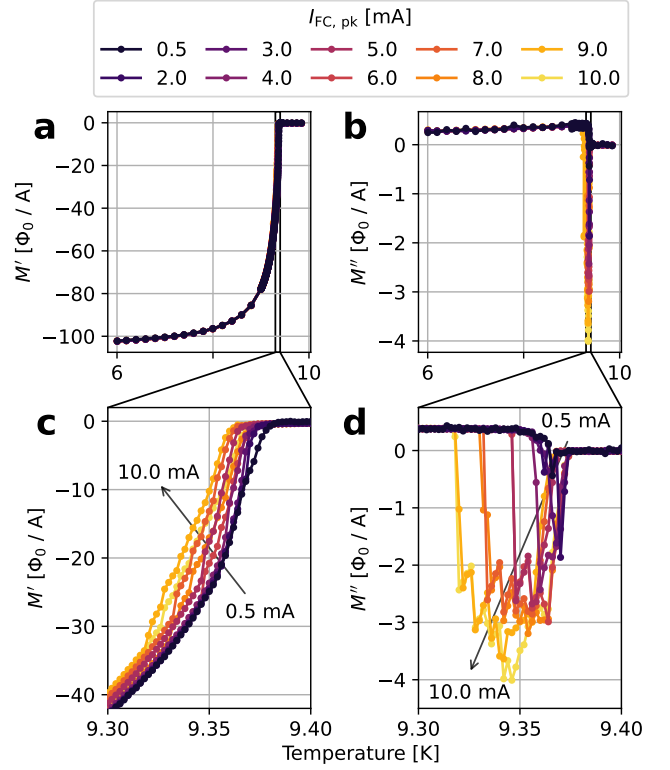 I_FC, pk [mA]
0.5 3.0 5.0 7.0 9.0
2.0 4.0 6.0 8.0 10.0
a
b
M′ [Φ₀ / A]
0
−20
−40
−60
−80
−100
6 10
M″ [Φ₀ / A]
0
−1
−2
−3
−4
6 10
c
d
M′ [Φ₀ / A]
0
−10
−20
−30
−40
10.0 mA
0.5 mA
9.30 9.35 9.40
M″ [Φ₀ / A]
0
−1
−2
−3
−4
0.5 mA
10.0 mA
9.30 9.35 9.40
Temperature [K]